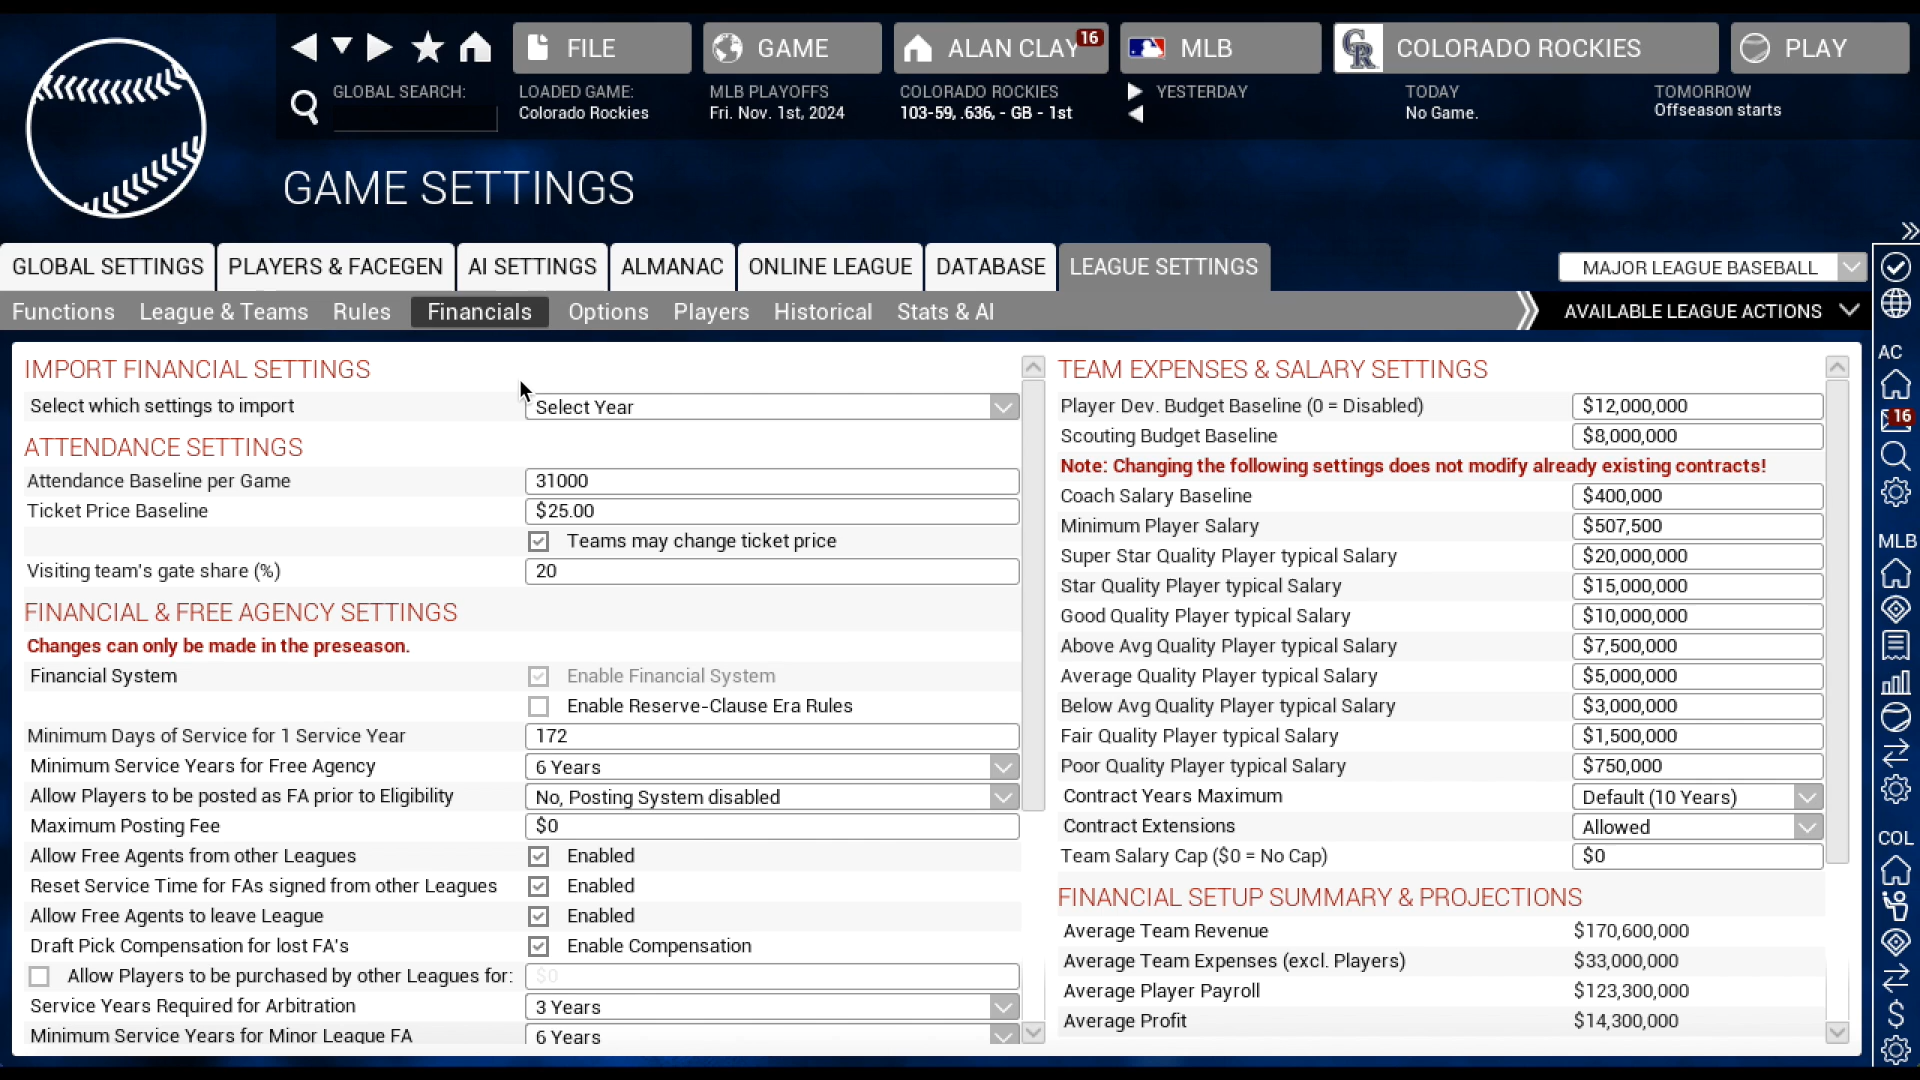 FILE
GAME
ALAN CLAY
16
MLB
COLORADO ROCKIES
PLAY
GLOBAL SEARCH:
LOADED GAME:
Colorado Rockies
MLB PLAYOFFS
Fri. Nov. 1st, 2024
COLORADO ROCKIES
103-59, .636, - GB - 1st
YESTERDAY
TODAY
No Game.
TOMORROW
Offseason starts
GAME SETTINGS
GLOBAL SETTINGS
PLAYERS & FACEGEN
AI SETTINGS
ALMANAC
ONLINE LEAGUE
DATABASE
LEAGUE SETTINGS
MAJOR LEAGUE BASEBALL
Functions
League & Teams
Rules
Financials
Options
Players
Historical
Stats & AI
AVAILABLE LEAGUE ACTIONS
IMPORT FINANCIAL SETTINGS
Select which settings to import
Select Year
ATTENDANCE SETTINGS
Attendance Baseline per Game
31000
Ticket Price Baseline
$25.00
Teams may change ticket price
Visiting team's gate share (%)
20
FINANCIAL & FREE AGENCY SETTINGS
Changes can only be made in the preseason.
Financial System
Enable Financial System
Enable Reserve-Clause Era Rules
Minimum Days of Service for 1 Service Year
172
Minimum Service Years for Free Agency
6 Years
Allow Players to be posted as FA prior to Eligibility
No, Posting System disabled
Maximum Posting Fee
$0
Allow Free Agents from other Leagues
Enabled
Reset Service Time for FAs signed from other Leagues
Enabled
Allow Free Agents to leave League
Enabled
Draft Pick Compensation for lost FA's
Enable Compensation
Allow Players to be purchased by other Leagues for:
$0
Service Years Required for Arbitration
3 Years
Minimum Service Years for Minor League FA
6 Years
TEAM EXPENSES & SALARY SETTINGS
Player Dev. Budget Baseline (0 = Disabled)
$12,000,000
Scouting Budget Baseline
$8,000,000
Note: Changing the following settings does not modify already existing contracts!
Coach Salary Baseline
$400,000
Minimum Player Salary
$507,500
Super Star Quality Player typical Salary
$20,000,000
Star Quality Player typical Salary
$15,000,000
Good Quality Player typical Salary
$10,000,000
Above Avg Quality Player typical Salary
$7,500,000
Average Quality Player typical Salary
$5,000,000
Below Avg Quality Player typical Salary
$3,000,000
Fair Quality Player typical Salary
$1,500,000
Poor Quality Player typical Salary
$750,000
Contract Years Maximum
Default (10 Years)
Contract Extensions
Allowed
Team Salary Cap ($0 = No Cap)
$0
FINANCIAL SETUP SUMMARY & PROJECTIONS
Average Team Revenue
$170,600,000
Average Team Expenses (excl. Players)
$33,000,000
Average Player Payroll
$123,300,000
Average Profit
$14,300,000
AC
16
MLB
COL